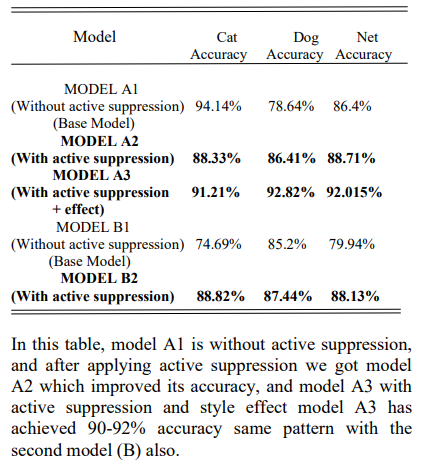 Model Cat Dog Net
Accuracy Accuracy Accuracy
MODEL A1
(Without active suppression) 94.14% 78.64% 86.4%
(Base Model)
MODEL A2
(With active suppression) 88.33% 86.41% 88.71%
MODEL A3
(With active suppression 91.21% 92.82% 92.015%
+ effect)
MODEL B1
(Without active suppression) 74.69% 85.2% 79.94%
(Base Model)
MODEL B2
(With active suppression) 88.82% 87.44% 88.13%
In this table, model A1 is without active suppression,
and after applying active suppression we got model
A2 which improved its accuracy, and model A3 with
active suppression and style effect model A3 has
achieved 90-92% accuracy same pattern with the
second model (B) also.